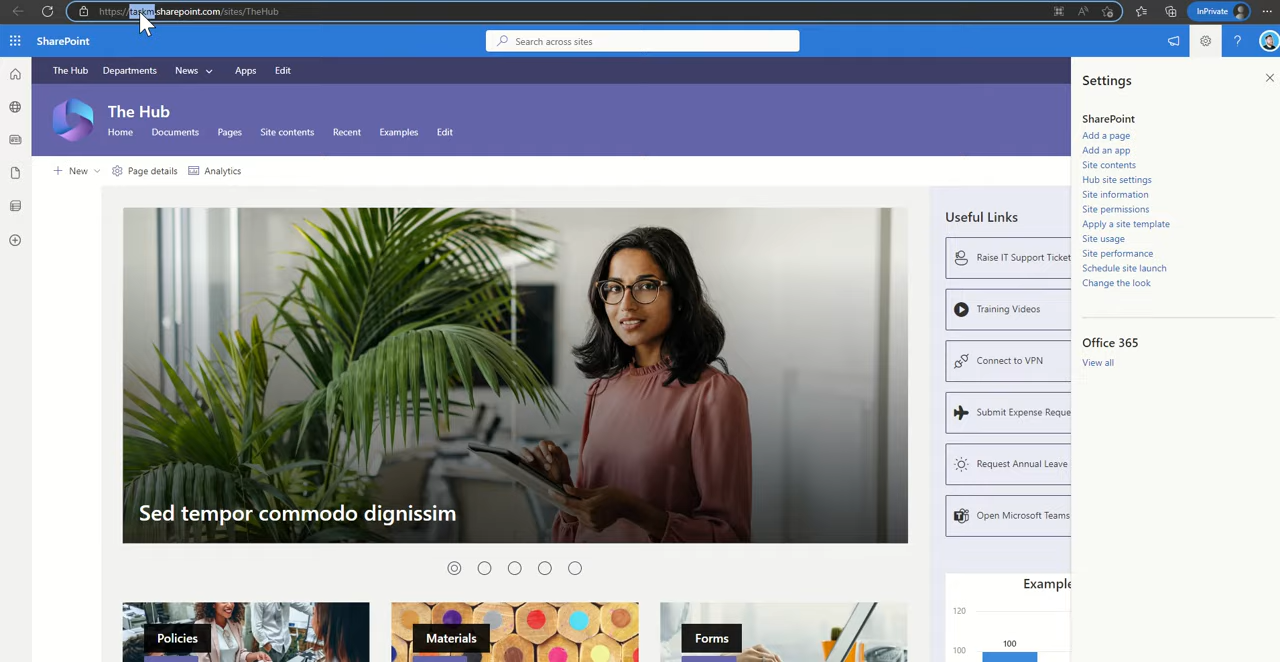 https://taskm.sharepoint.com/sites/TheHub
InPrivate
SharePoint
Search across sites
The Hub Departments News Apps Edit
The Hub
Home Documents Pages Site contents Recent Examples Edit
New Page details Analytics
Sed tempor commodo dignissim
Policies
Materials
Forms
Useful Links
Raise IT Support Ticket
Training Videos
Connect to VPN
Submit Expense Reque
Request Annual Leave
Open Microsoft Teams
Example
120
100
100
Settings
SharePoint
Add a page
Add an app
Site contents
Hub site settings
Site information
Site permissions
Apply a site template
Site usage
Site performance
Schedule site launch
Change the look
Office 365
View all